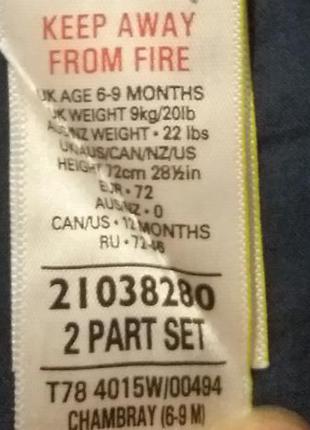 KEEP AWAY
FROM FIRE
UK AGE 6-9 MONTHS
UK WEIGHT 9kg/20lb
AUS/NZ WEIGHT • 22 lbs
UK/AUS/CAN/NZ/US
HEIGHT 72cm 28½in
EUR • 72
AUS/NZ • 0
CAN/US • 12 MONTHS
RU • 72-46
21038280
2 PART SET
T78 4015W/00494
CHAMBRAY (6-9 M)